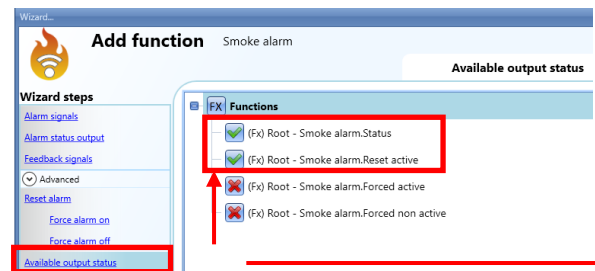 Wizard...
Add function Smoke alarm
Available output status
Wizard steps
Alarm signals
Alarm status output
Feedback signals
Advanced
Reset alarm
Force alarm on
Force alarm off
Available output status
FX Functions
(Fx) Root - Smoke alarm.Status
(Fx) Root - Smoke alarm.Reset active
(Fx) Root - Smoke alarm.Forced active
(Fx) Root - Smoke alarm.Forced non active